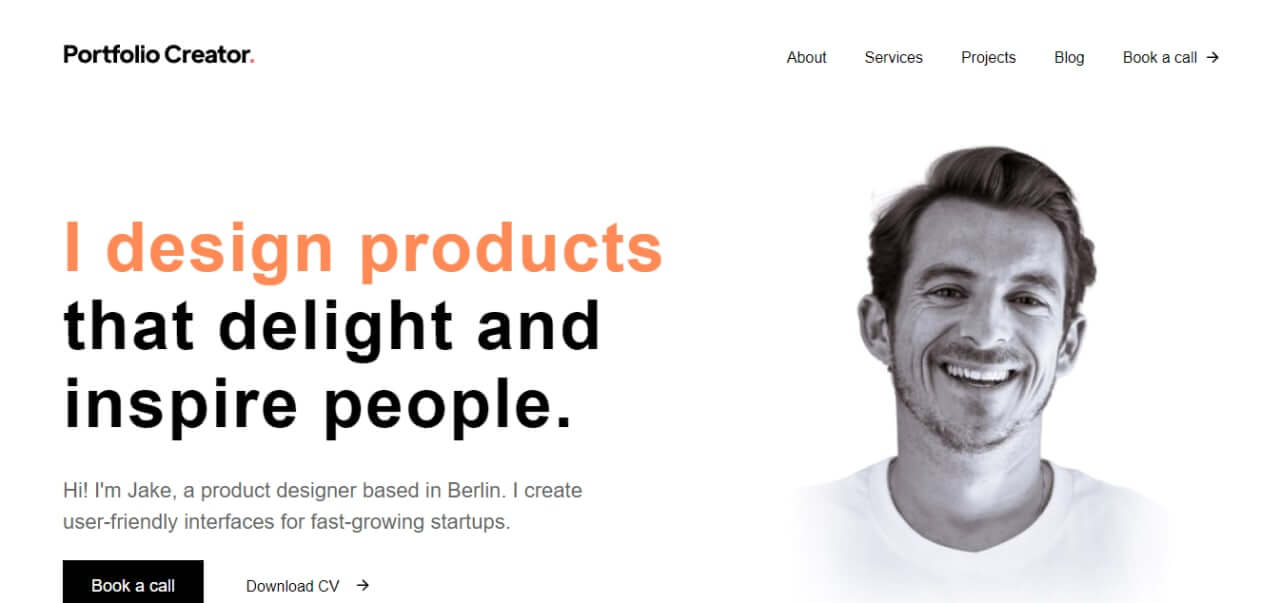 Portfolio Creator.
About Services Projects Blog Book a call →
I design products
that delight and
inspire people.
Hi! I'm Jake, a product designer based in Berlin. I create
user-friendly interfaces for fast-growing startups.
Book a call Download CV →